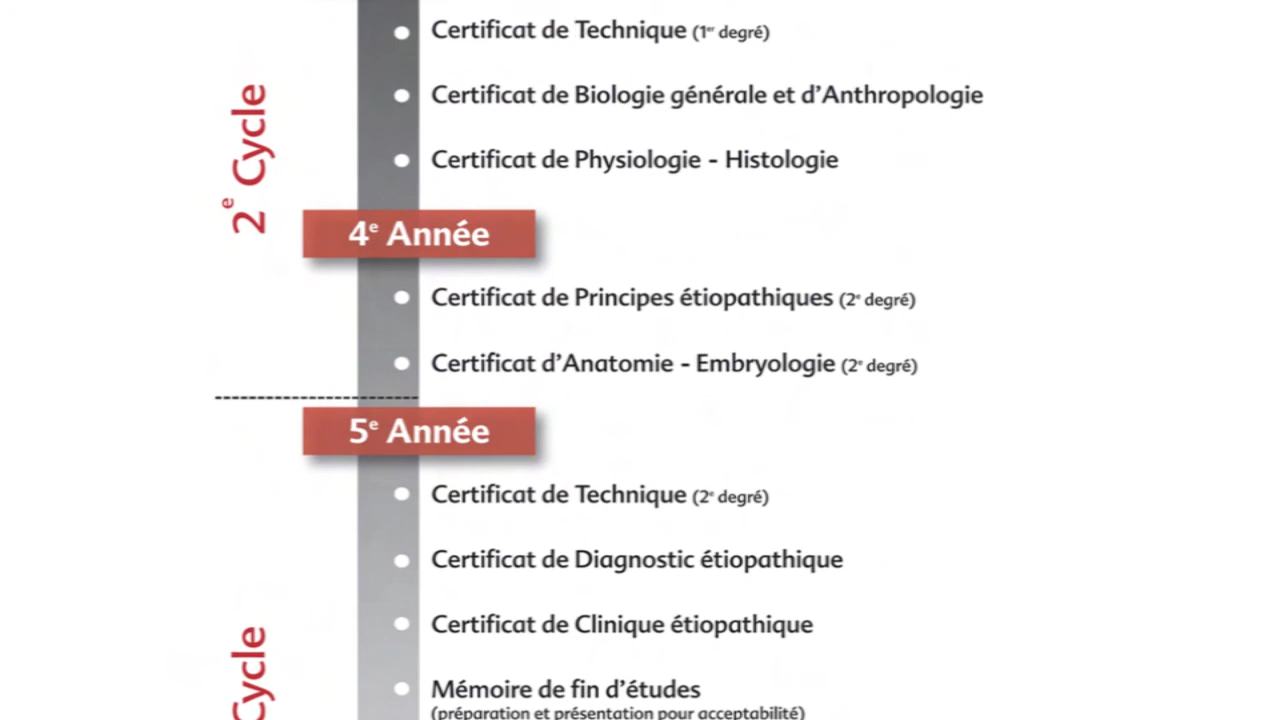 Certificat de Technique (1er degré)
Certificat de Biologie générale et d'Anthropologie
Certificat de Physiologie - Histologie
2e Cycle
4e Année
Certificat de Principes étiopathiques (2e degré)
Certificat d'Anatomie - Embryologie (2e degré)
5e Année
Certificat de Technique (2e degré)
Certificat de Diagnostic étiopathique
Certificat de Clinique étiopathique
Cycle
Mémoire de fin d'études
(préparation et présentation pour acceptabilité)